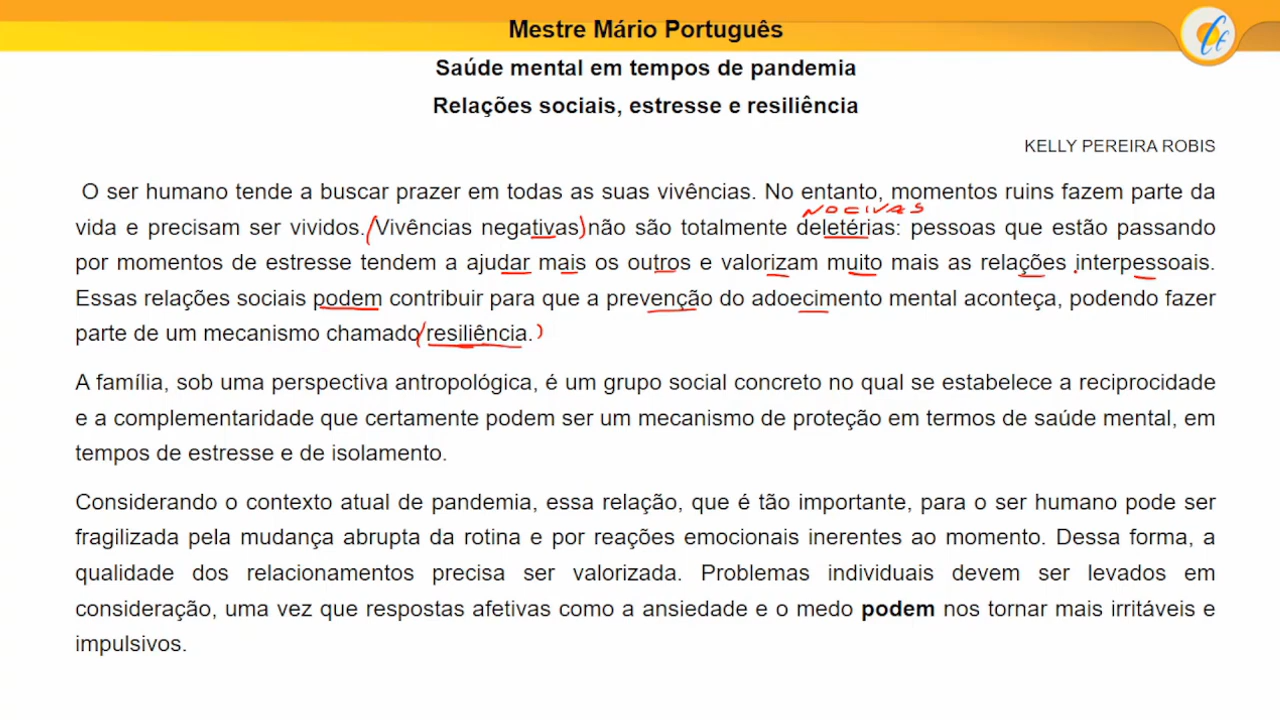 Mestre Mário Português
Saúde mental em tempos de pandemia
Relações sociais, estresse e resiliência
KELLY PEREIRA ROBIS
O ser humano tende a buscar prazer em todas as suas vivências. No entanto, momentos ruins fazem parte da
NOCIVAS
vida e precisam ser vividos. (Vivências negativas) não são totalmente deletérias: pessoas que estão passando
por momentos de estresse tendem a ajudar mais os outros e valorizam muito mais as relações interpessoais.
Essas relações sociais podem contribuir para que a prevenção do adoecimento mental aconteça, podendo fazer
parte de um mecanismo chamado (resiliência.)
A família, sob uma perspectiva antropológica, é um grupo social concreto no qual se estabelece a reciprocidade
e a complementaridade que certamente podem ser um mecanismo de proteção em termos de saúde mental, em
tempos de estresse e de isolamento.
Considerando o contexto atual de pandemia, essa relação, que é tão importante, para o ser humano pode ser
fragilizada pela mudança abrupta da rotina e por reações emocionais inerentes ao momento. Dessa forma, a
qualidade dos relacionamentos precisa ser valorizada. Problemas individuais devem ser levados em
consideração, uma vez que respostas afetivas como a ansiedade e o medo podem nos tornar mais irritáveis e
impulsivos.